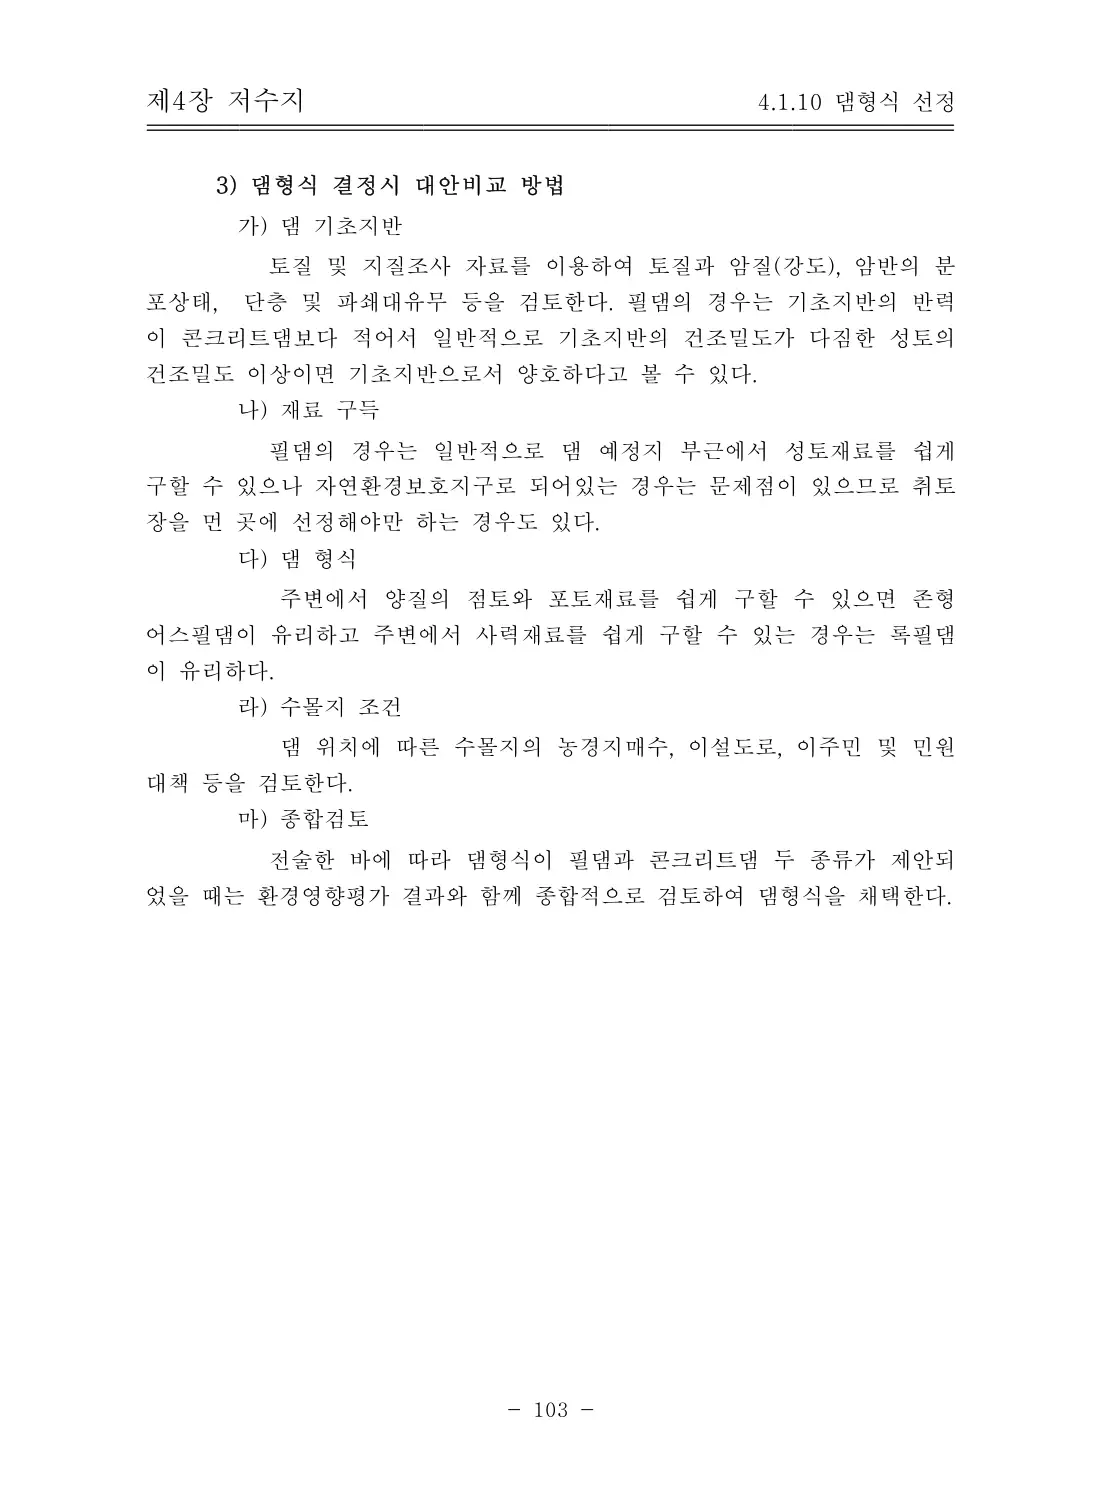 제4장 저수지
4.1.10 댐형식 선정
3) 댐형식 결정시 대안비교 방법
가) 댐 기초지반
토질 및 지질조사 자료를 이용하여 토질과 암질(강도), 암반의 분
포상태, 단층 및 파쇄대유무 등을 검토한다. 필댐의 경우는 기초지반의 반력
이 콘크리트댐보다 적어서 일반적으로 기초지반의 건조밀도가 다짐한 성토의
건조밀도 이상이면 기초지반으로서 양호하다고 볼 수 있다.
나) 재료 구득
필댐의 경우는 일반적으로 댐 예정지 부근에서 성토재료를 쉽게
구할 수 있으나 자연환경보호지구로 되어있는 경우는 문제점이 있으므로 취토
장을 먼 곳에 선정해야만 하는 경우도 있다.
다) 댐 형식
주변에서 양질의 점토와 포토재료를 쉽게 구할 수 있으면 존형
어스필댐이 유리하고 주변에서 사력재료를 쉽게 구할 수 있는 경우는 록필댐
이 유리하다.
라) 수몰지 조건
댐 위치에 따른 수몰지의 농경지매수, 이설도로, 이주민 및 민원
대책 등을 검토한다.
마) 종합검토
전술한 바에 따라 댐형식이 필댐과 콘크리트댐 두 종류가 제안되
었을 때는 환경영향평가 결과와 함께 종합적으로 검토하여 댐형식을 채택한다.
- 103 -